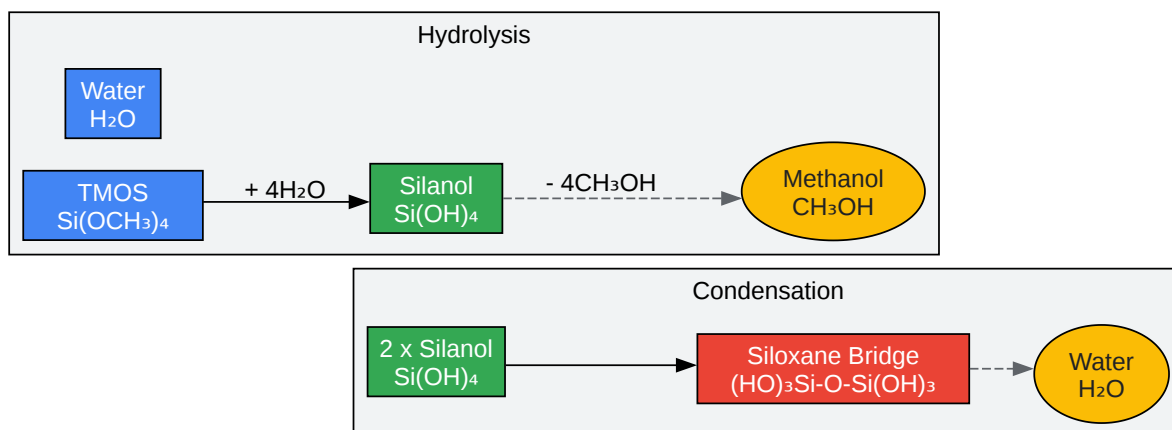 Hydrolysis
Water
H₂O
TMOS
Si(OCH₃)₄
+ 4H₂O
Silanol
Si(OH)₄
- 4CH₃OH
Methanol
CH₃OH
Condensation
2 x Silanol
Si(OH)₄
Siloxane Bridge
(HO)₃Si-O-Si(OH)₃
Water
H₂O